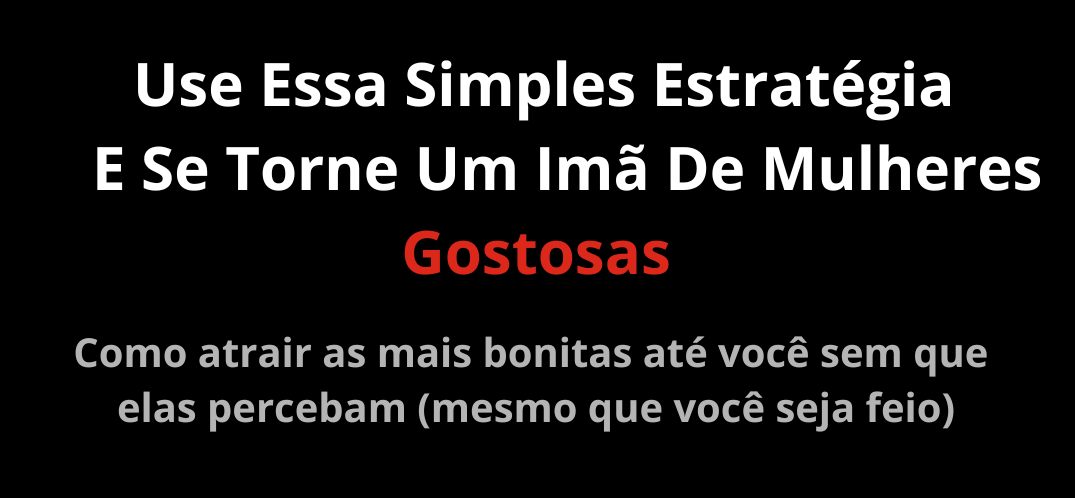 Use Essa Simples Estratégia
E Se Torne Um Imã De Mulheres
Gostosas
Como atrair as mais bonitas até você sem que
elas percebam (mesmo que você seja feio)